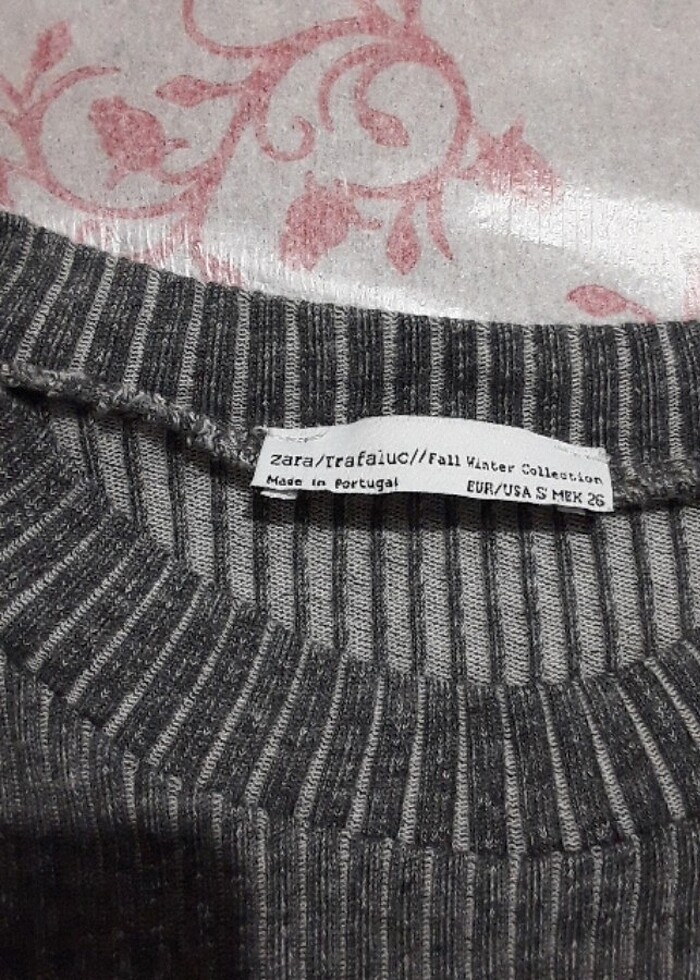 zara/Trafaluc//Fall Winter Collection
Made in Portugal EUR/USA S MEX 26